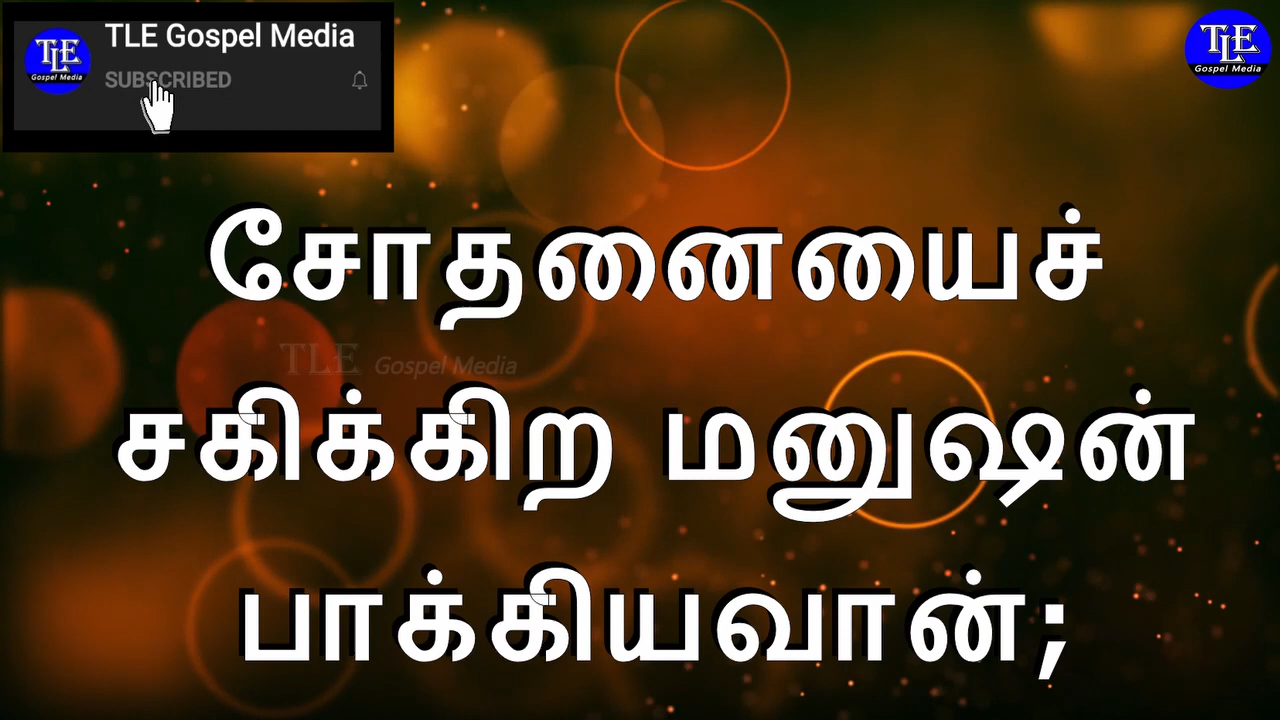 TLE Gospel Media
SUBSCRIBED
TLE
Gospel Media
TLE
Gospel Media
சோதனையைச்
TLE Gospel Media
சகிக்கிற மனுஷன்
பாக்கியவான்;